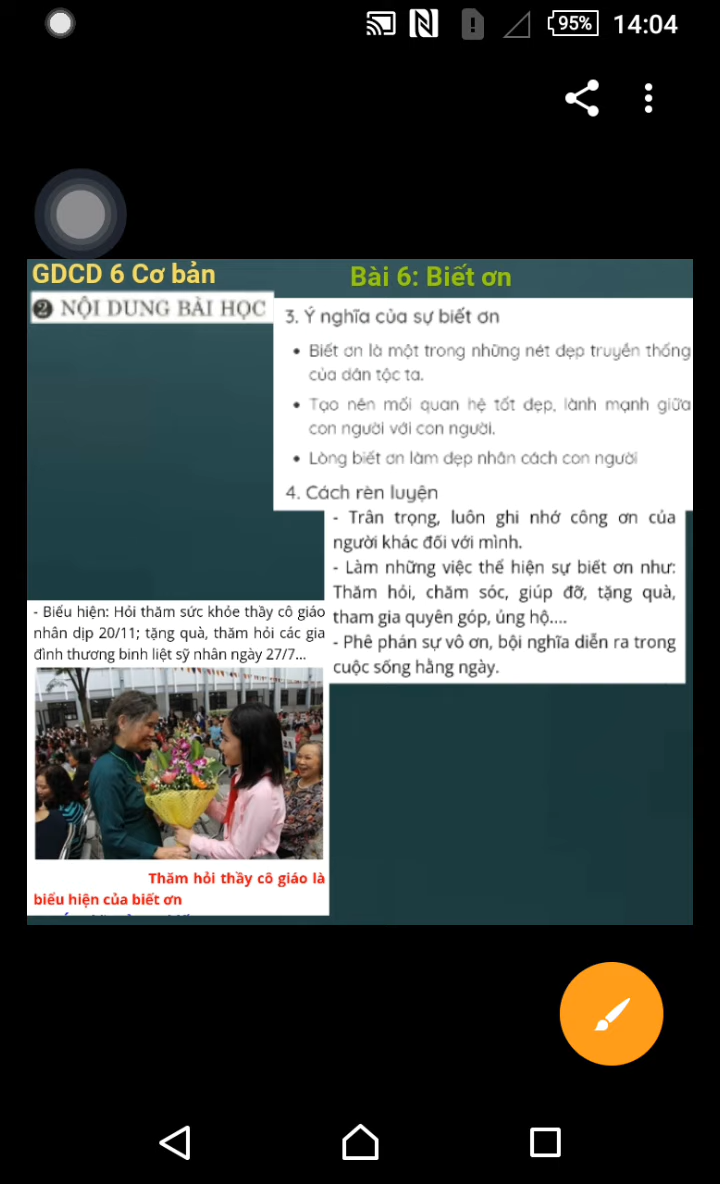 95%
14:04
GDCD 6 Cơ bản
Bài 6: Biết ơn
2 NỘI DUNG BÀI HỌC
3. Ý nghĩa của sự biết ơn
• Biết ơn là một trong những nét đẹp truyền thống
của dân tộc ta.
• Tạo nên mối quan hệ tốt đẹp, lành mạnh giữa
con người với con người.
• Lòng biết ơn làm đẹp nhân cách con người
4. Cách rèn luyện
- Trân trọng, luôn ghi nhớ công ơn của
người khác đối với mình.
- Làm những việc thể hiện sự biết ơn như:
Thăm hỏi, chăm sóc, giúp đỡ, tặng quà,
tham gia quyên góp, ủng hộ....
- Phê phán sự vô ơn, bội nghĩa diễn ra trong
cuộc sống hằng ngày.
- Biểu hiện: Hỏi thăm sức khỏe thầy cô giáo
nhân dịp 20/11; tặng quà, thăm hỏi các gia
đình thương binh liệt sỹ nhân ngày 27/7...
Thăm hỏi thầy cô giáo là
biểu hiện của biết ơn